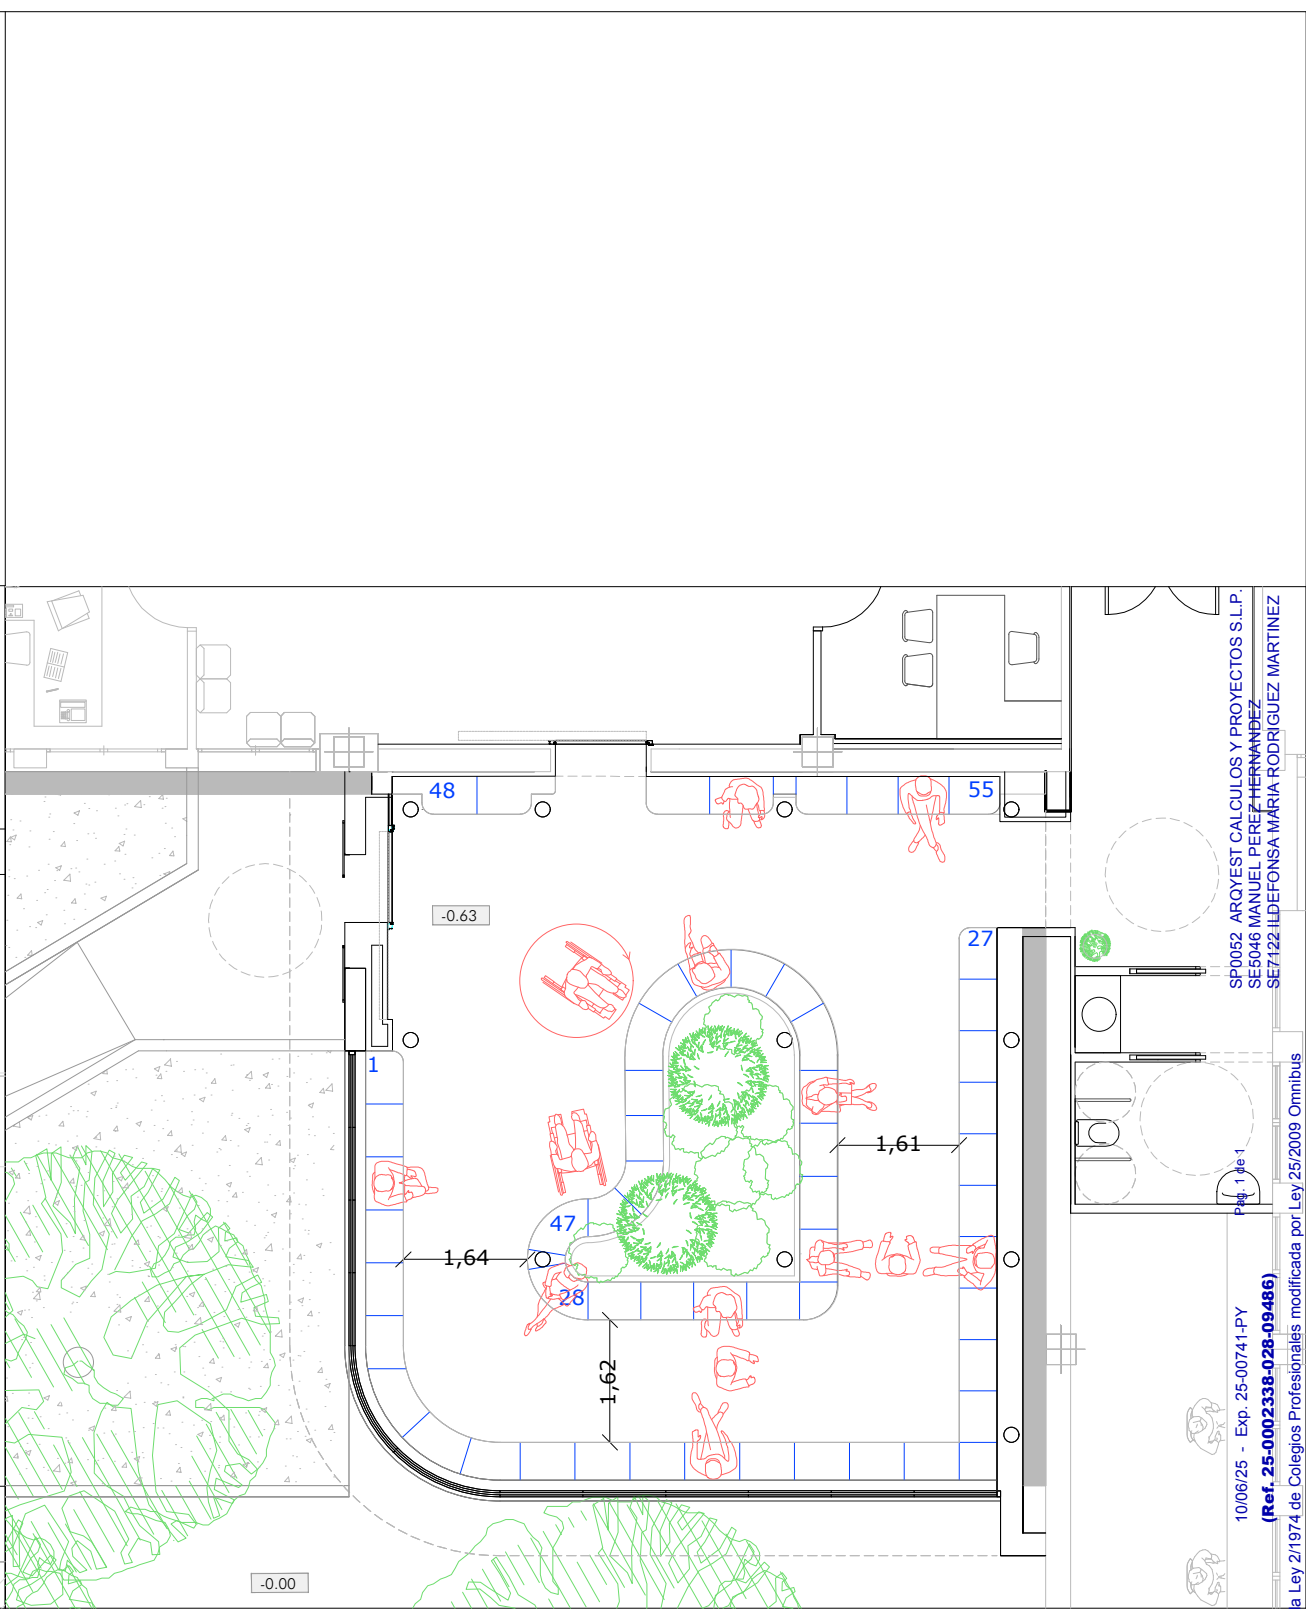 48
55
-0.63
27
1
1,61
47
1,64
28
1,62
-0.00
SP0052 ARQYEST CALCULOS Y PROYECTOS S.L.P.
SE5046 MANUEL PEREZ HERNANDEZ
SE7122 ILDEFONSA MARIA RODRIGUEZ MARTINEZ
Pag. 1 de 1
10/06/25 - Exp. 25-00741-PY
(Ref. 25-0002338-028-09486)
la Ley 2/1974 de Colegios Profesionales modificada por Ley 25/2009 Omnibus